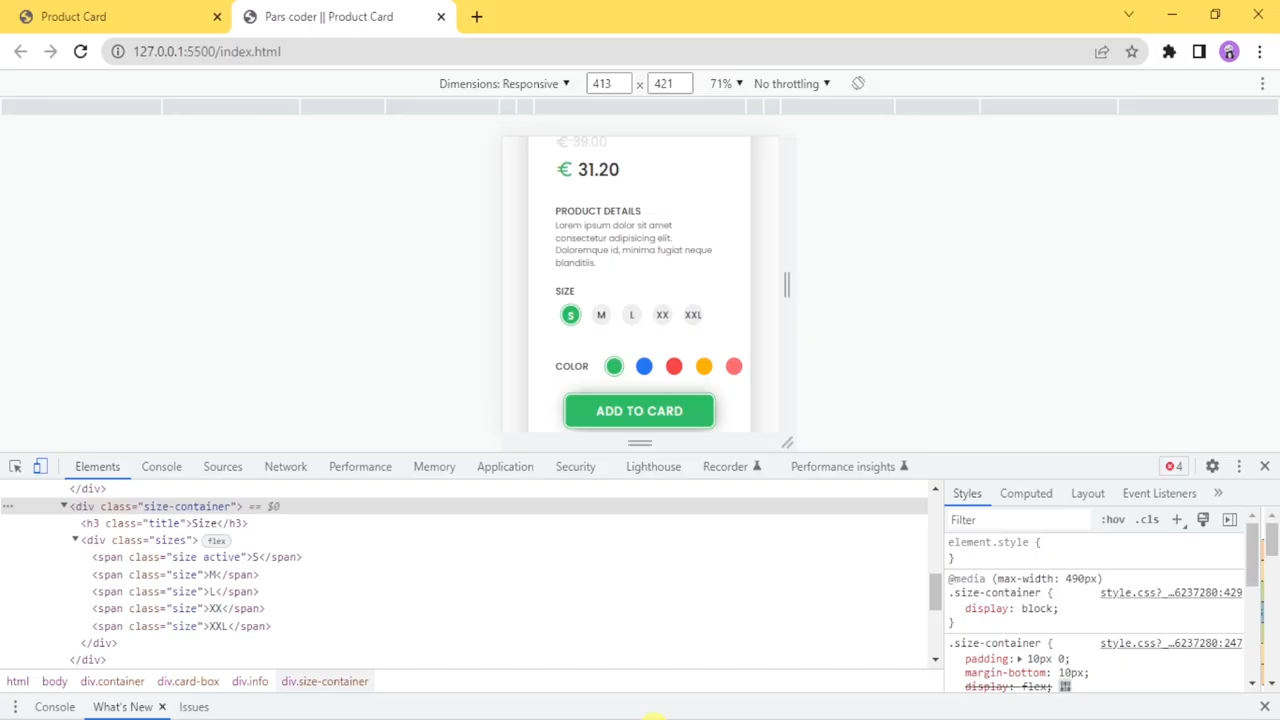 Product Card
Pars coder || Product Card
127.0.0.1:5500/index.html
Dimensions: Responsive
413 x 421
71%
No throttling
€ 39.00
€ 31.20
PRODUCT DETAILS
Lorem ipsum dolor sit amet
consectetur adipisicing elit.
Doloremque id, minima fugiat neque
blanditiis.
SIZE
S M L XX XXL
COLOR
ADD TO CARD
Elements Console Sources Network Performance Memory Application Security Lighthouse Recorder Performance insights 4
</div>
<div class="size-container"> == $0
<h3 class="title">Size</h3>
<div class="sizes"> flex
<span class="size active">S</span>
<span class="size">M</span>
<span class="size">L</span>
<span class="size">XX</span>
<span class="size">XXL</span>
</div>
</div>
html body div.container div.card-box div.info div.size-container
Styles Computed Layout Event Listeners »
Filter :hov .cls +
element.style {
}
@media (max-width: 490px)
.size-container { style.css?_…6237280:429
display: block;
}
.size-container { style.css?_…6237280:247
padding: 10px 0;
margin-bottom: 10px;
display: flex;
Console What's New Issues